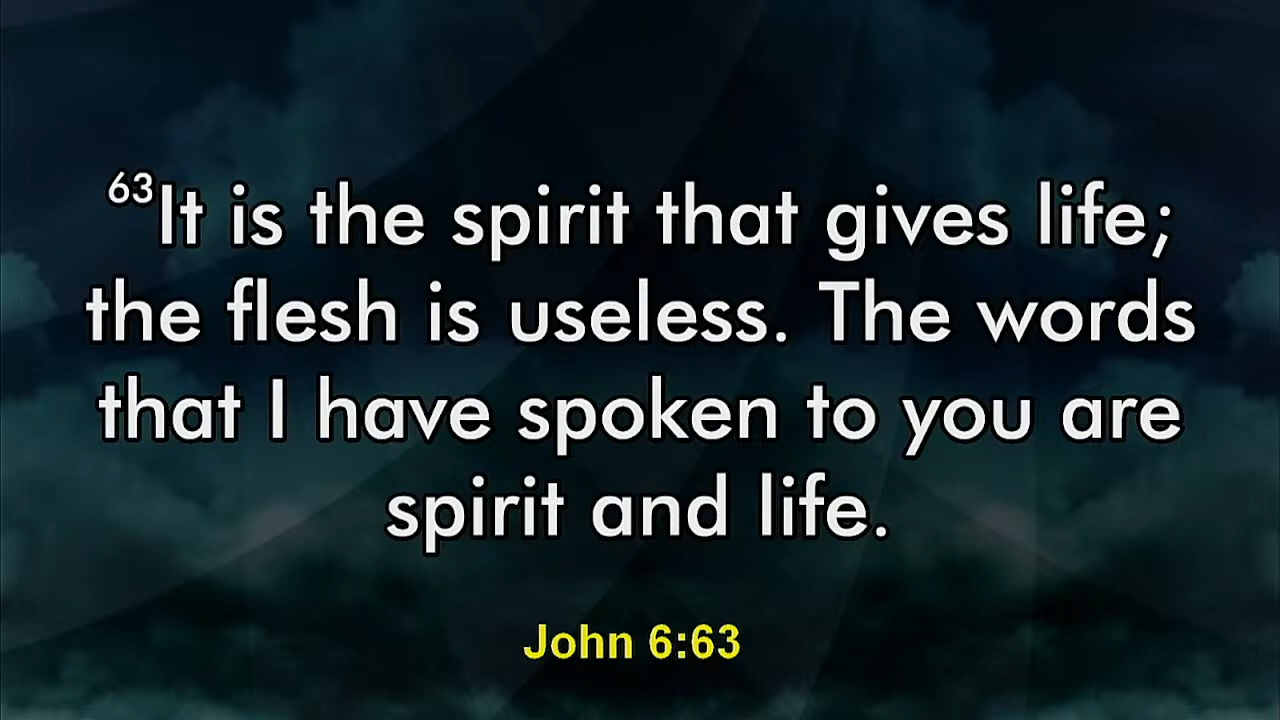 63It is the spirit that gives life;
the flesh is useless. The words
that I have spoken to you are
spirit and life.
John 6:63